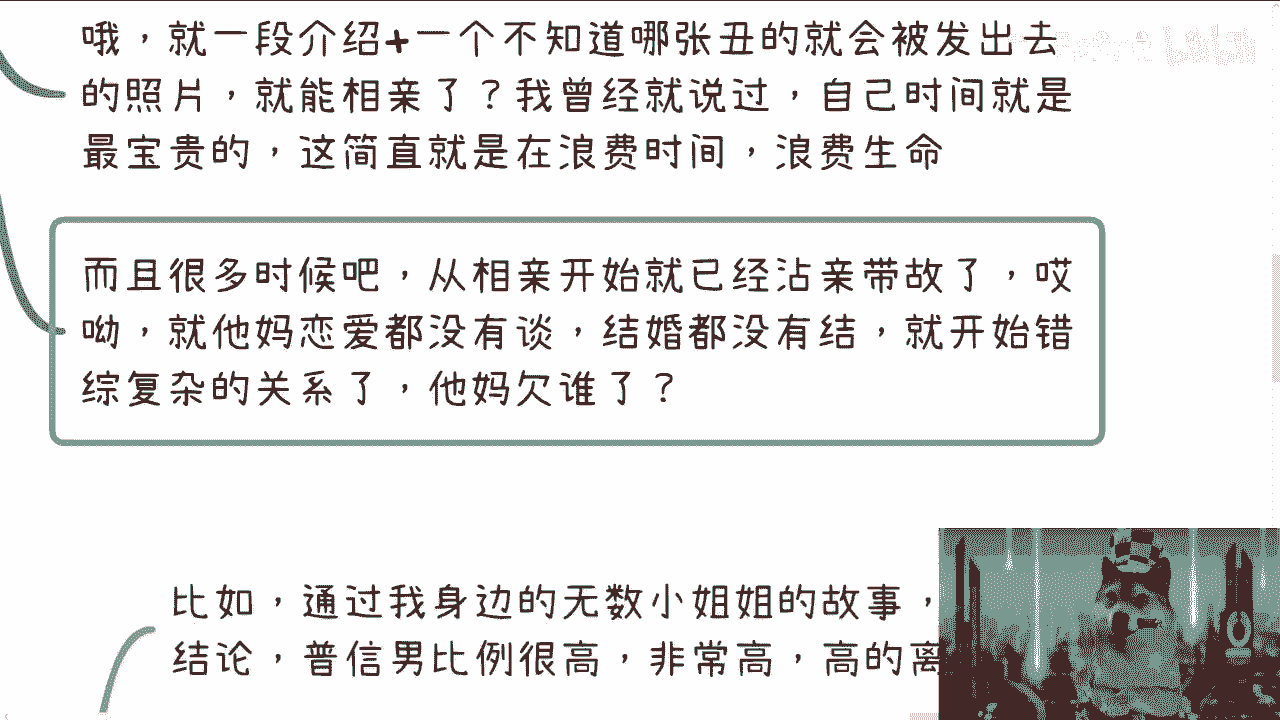 哦，就一段介绍+一个不知道哪张丑的就会被发出去
的照片，就能相亲了？我曾经就说过，自己时间就是
最宝贵的，这简直就是在浪费时间，浪费生命
而且很多时候吧，从相亲开始就已经沾亲带故了，哎
呦，就他妈恋爱都没有谈，结婚都没有结，就开始错
综复杂的关系了，他妈欠谁了？
比如，通过我身边的无数小姐姐的故事，
结论，普信男比例很高，非常高，高的离